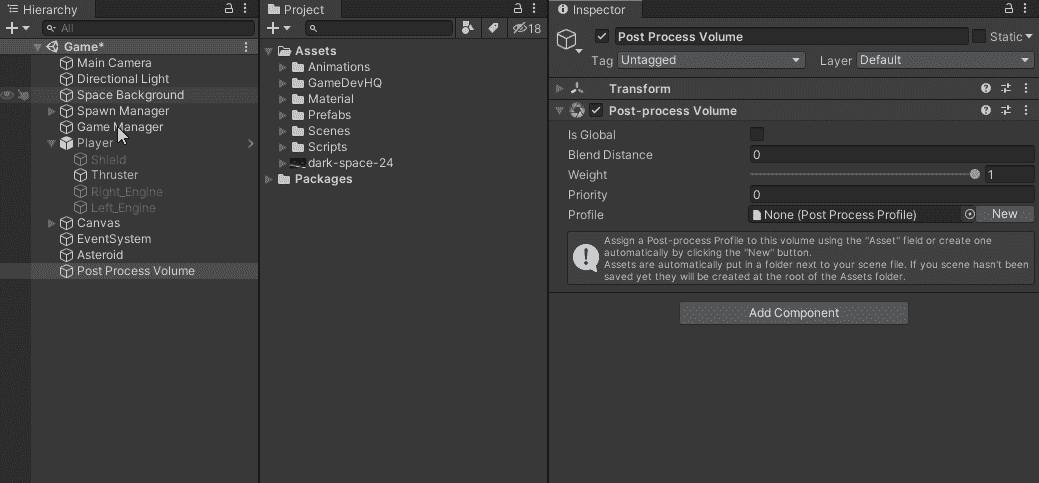 Hierarchy
All
Game*
Main Camera
Directional Light
Space Background
Spawn Manager
Game Manager
Player
Shield
Thruster
Right_Engine
Left_Engine
Canvas
EventSystem
Asteroid
Post Process Volume
Project
18
Assets
Animations
GameDevHQ
Material
Prefabs
Scenes
Scripts
dark-space-24
Packages
Inspector
Post Process Volume
Static
Tag Untagged Layer Default
Transform
Post-process Volume
Is Global
Blend Distance 0
Weight 1
Priority 0
Profile None (Post Process Profile) New
Assign a Post-process Profile to this volume using the "Asset" field or create one
automatically by clicking the "New" button.
Assets are automatically put in a folder next to your scene file. If you scene hasn't been
saved yet they will be created at the root of the Assets folder.
Add Component